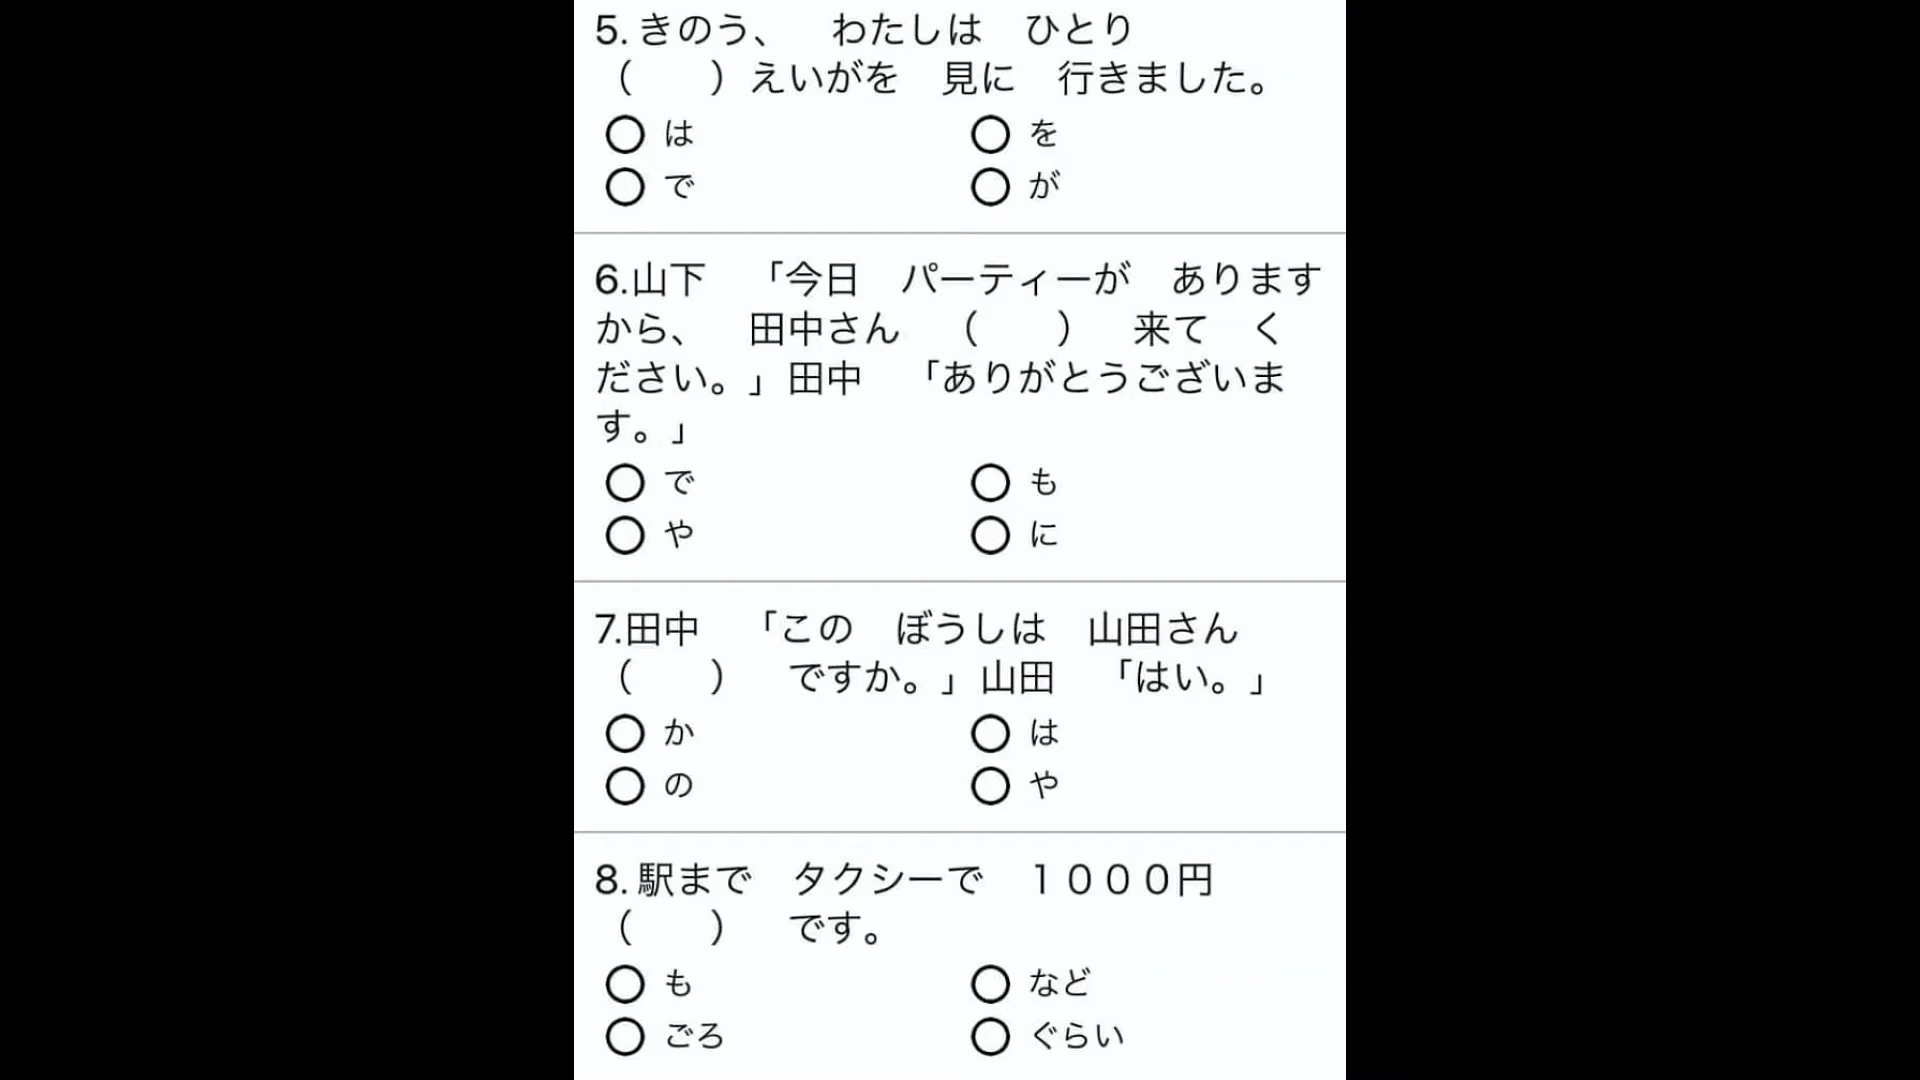 5. きのう、　わたしは　ひとり
（　　）えいがを　見に　行きました。
は　を
で　が
6.山下　「今日　パーティーが　あります
から、　田中さん　（　　）　来て　く
ださい。」田中　「ありがとうございま
す。」
で　も
や　に
7.田中　「この　ぼうしは　山田さん
（　　）　ですか。」山田　「はい。」
か　は
の　や
8. 駅まで　タクシーで　１０００円
（　　）　です。
も　など
ごろ　ぐらい